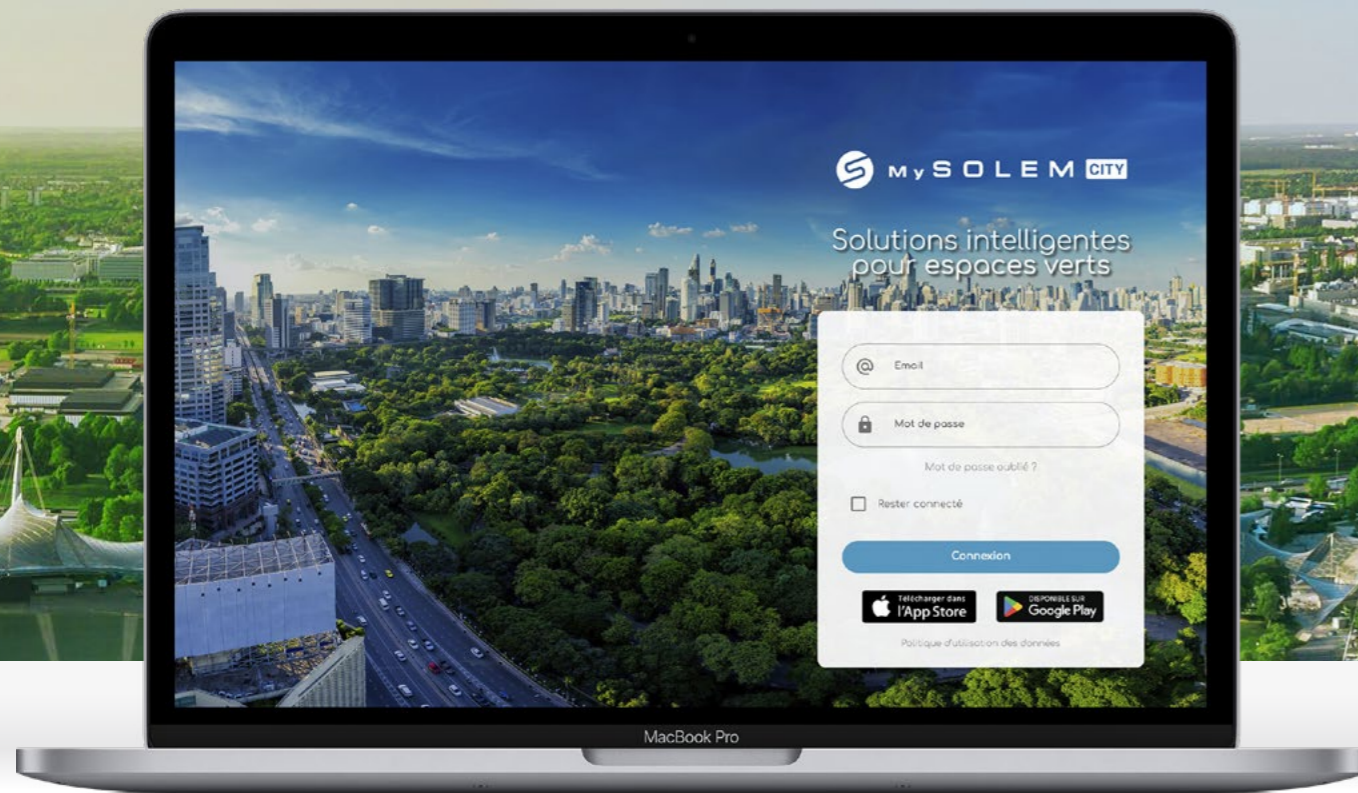 MySOLEM CITY
Solutions intelligentes
pour espaces verts
Email
Mot de passe
Mot de passe oublié ?
Rester connecté
Connexion
Télécharger dans
l'App Store
DISPONIBLE SUR
Google Play
Politique d'utilisation des données
MacBook Pro